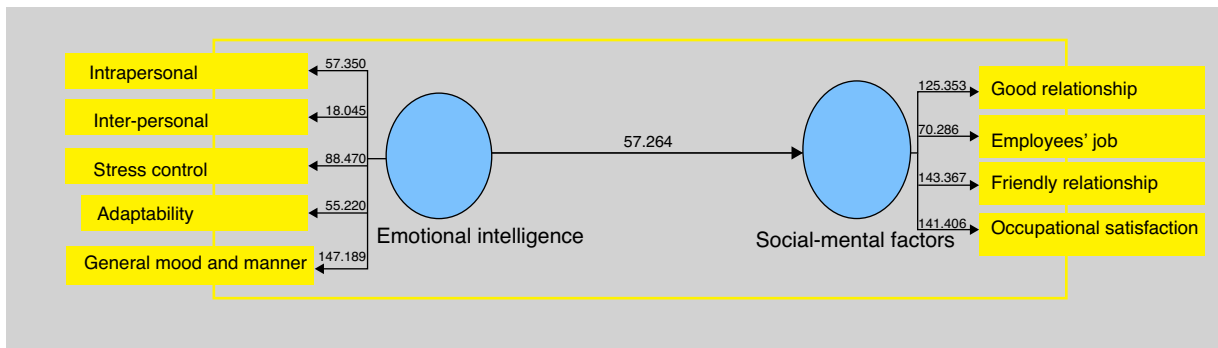 Intrapersonal
57.350
Inter-personal
18.045
Stress control
88.470
Adaptability
55.220
General mood and manner
147.189
Emotional intelligence
57.264
Social-mental factors
125.353
Good relationship
70.286
Employees’ job
143.367
Friendly relationship
141.406
Occupational satisfaction